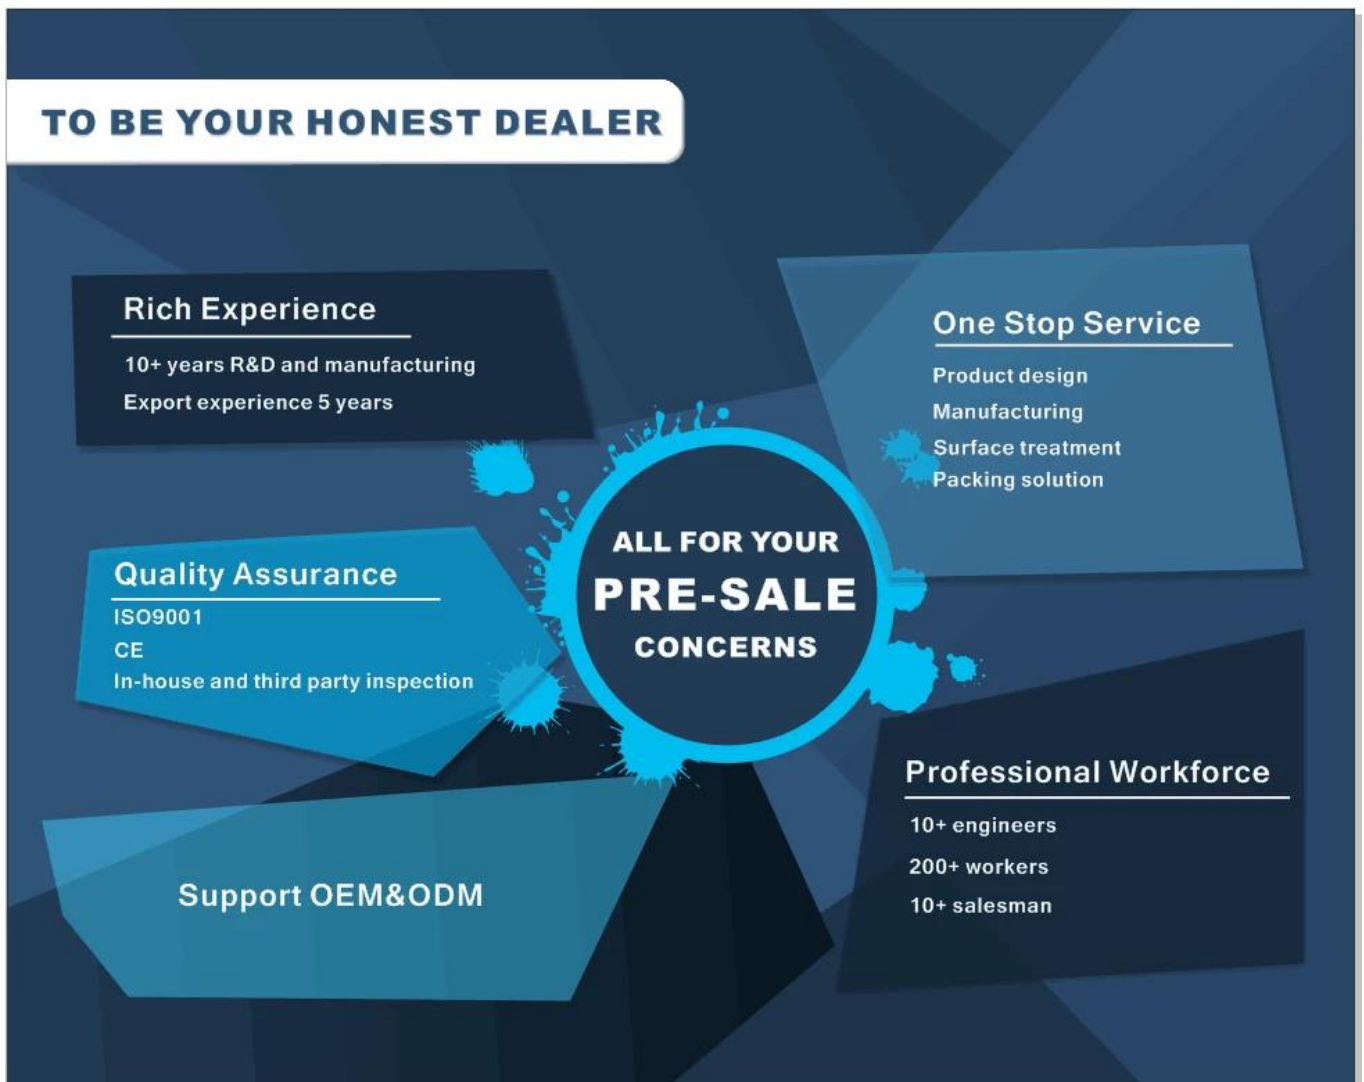 TO BE YOUR HONEST DEALER
Rich Experience
10+ years R&D and manufacturing
Export experience 5 years
One Stop Service
Product design
Manufacturing
Surface treatment
Packing solution
ALL FOR YOUR
PRE-SALE
CONCERNS
Quality Assurance
ISO9001
CE
In-house and third party inspection
Professional Workforce
10+ engineers
200+ workers
10+ salesman
Support OEM&ODM